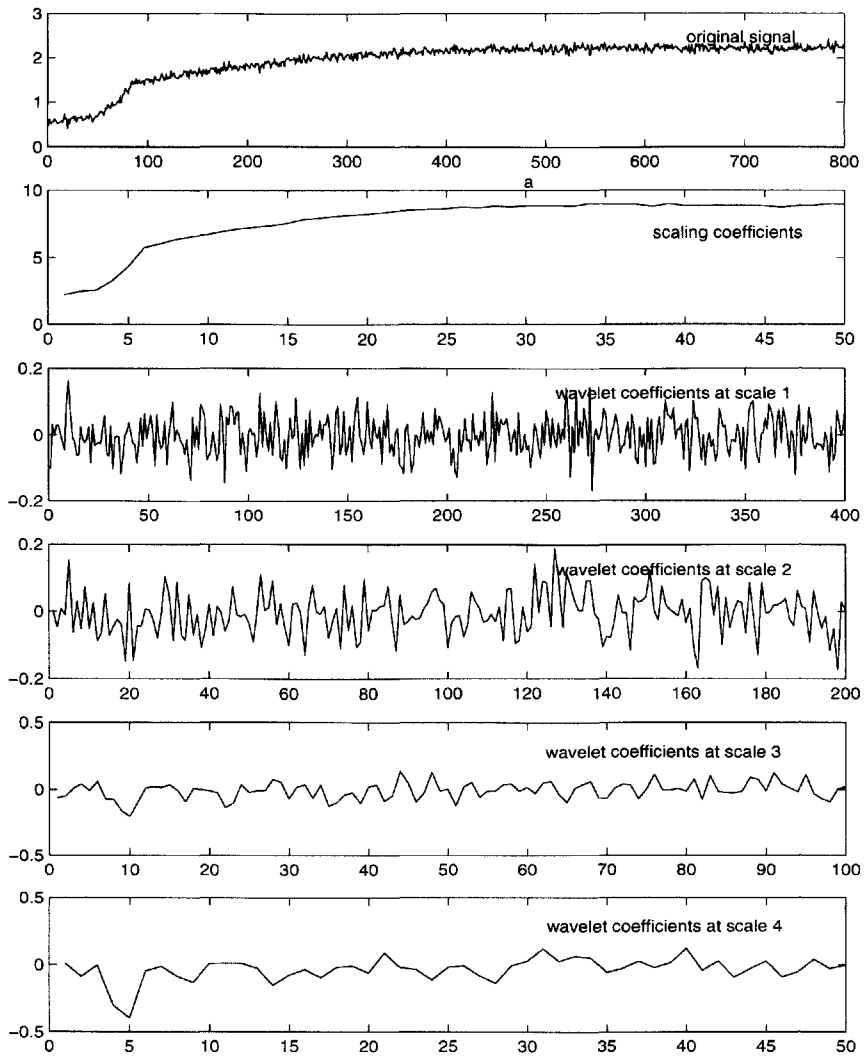 3
2
1
0
original signal
0 100 200 300 400 500 600 700 800
a
10
5
0
scaling coefficients
0 5 10 15 20 25 30 35 40 45 50
0.2
0
−0.2
wavelet coefficients at scale 1
0 50 100 150 200 250 300 350 400
0.2
0
−0.2
wavelet coefficients at scale 2
0 20 40 60 80 100 120 140 160 180 200
0.5
0
−0.5
wavelet coefficients at scale 3
0 10 20 30 40 50 60 70 80 90 100
0.5
0
−0.5
wavelet coefficients at scale 4
0 5 10 15 20 25 30 35 40 45 50